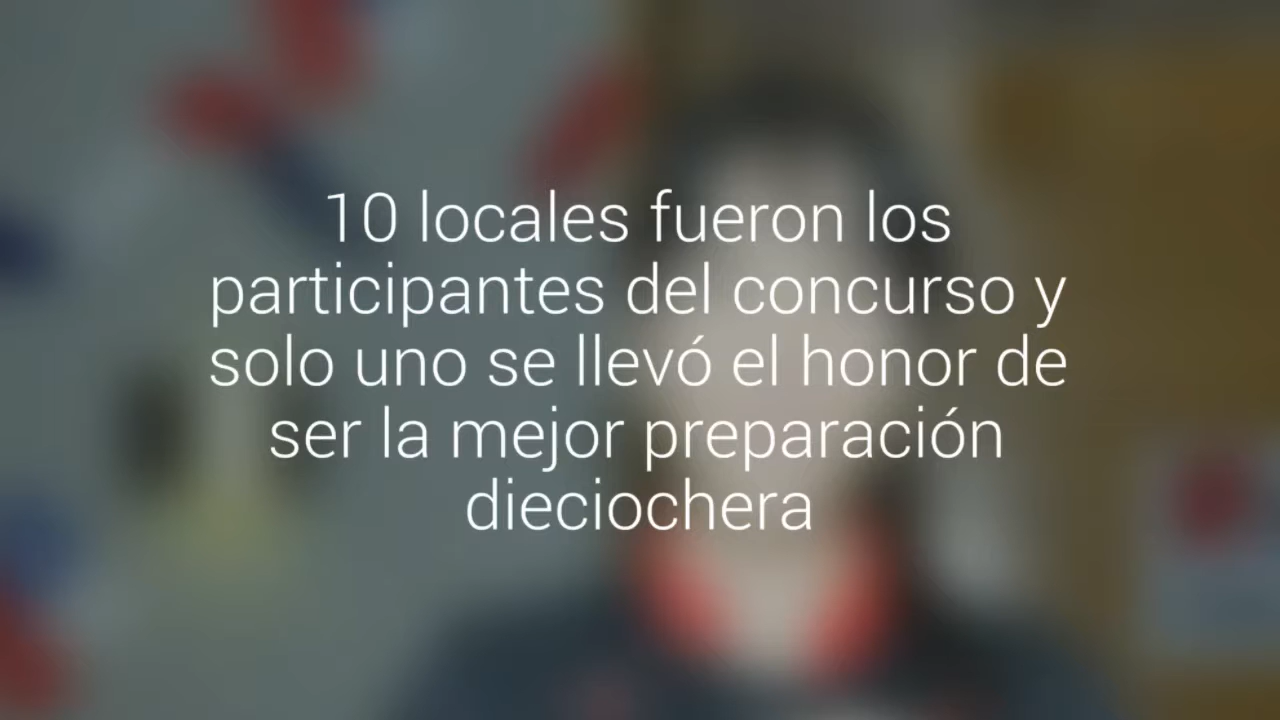 10 locales fueron los
participantes del concurso y
solo uno se llevó el honor de
ser la mejor preparación
dieciochera